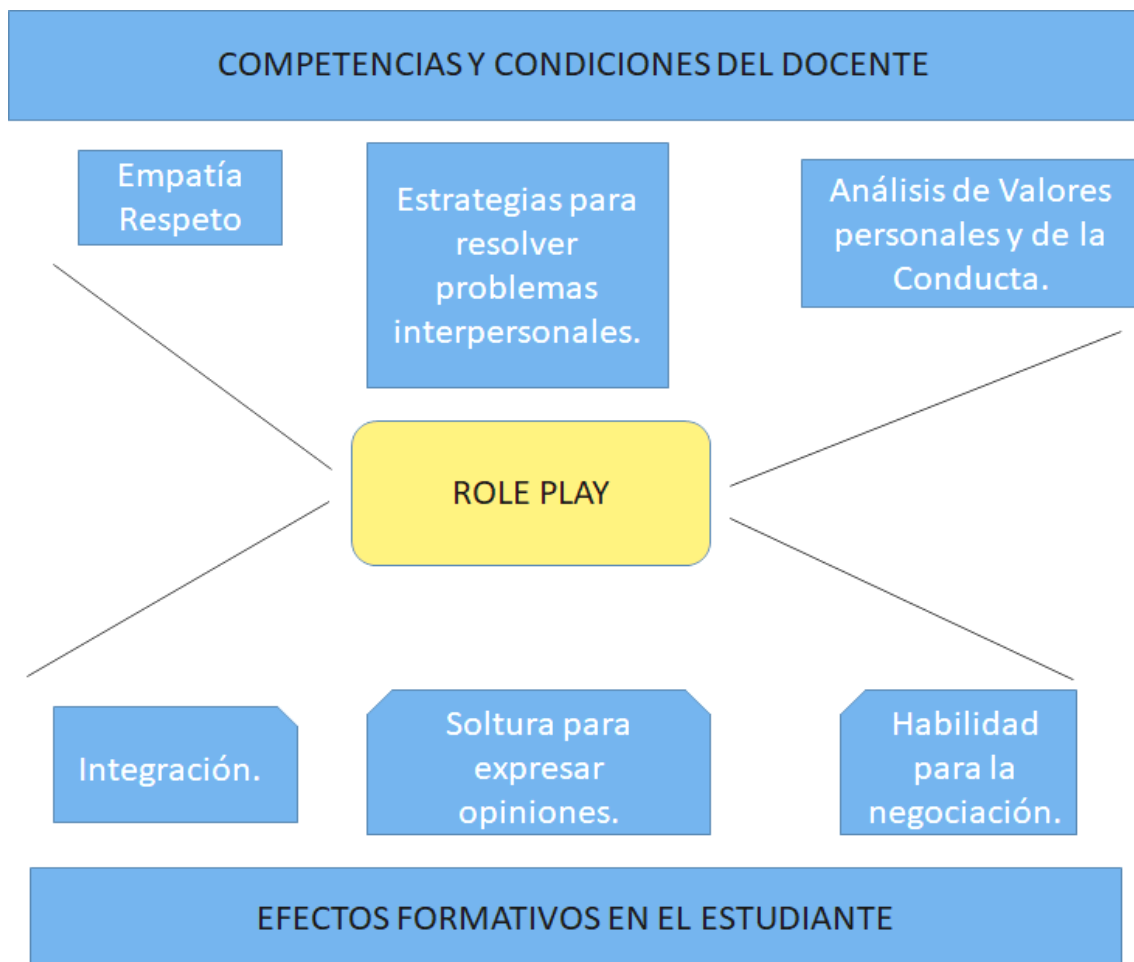 COMPETENCIAS Y CONDICIONES DEL DOCENTE
Empatía
Respeto
Estrategias para
resolver
problemas
interpersonales.
Análisis de Valores
personales y de la
Conducta.
ROLE PLAY
Integración.
Soltura para
expresar
opiniones.
Habilidad
para la
negociación.
EFECTOS FORMATIVOS EN EL ESTUDIANTE